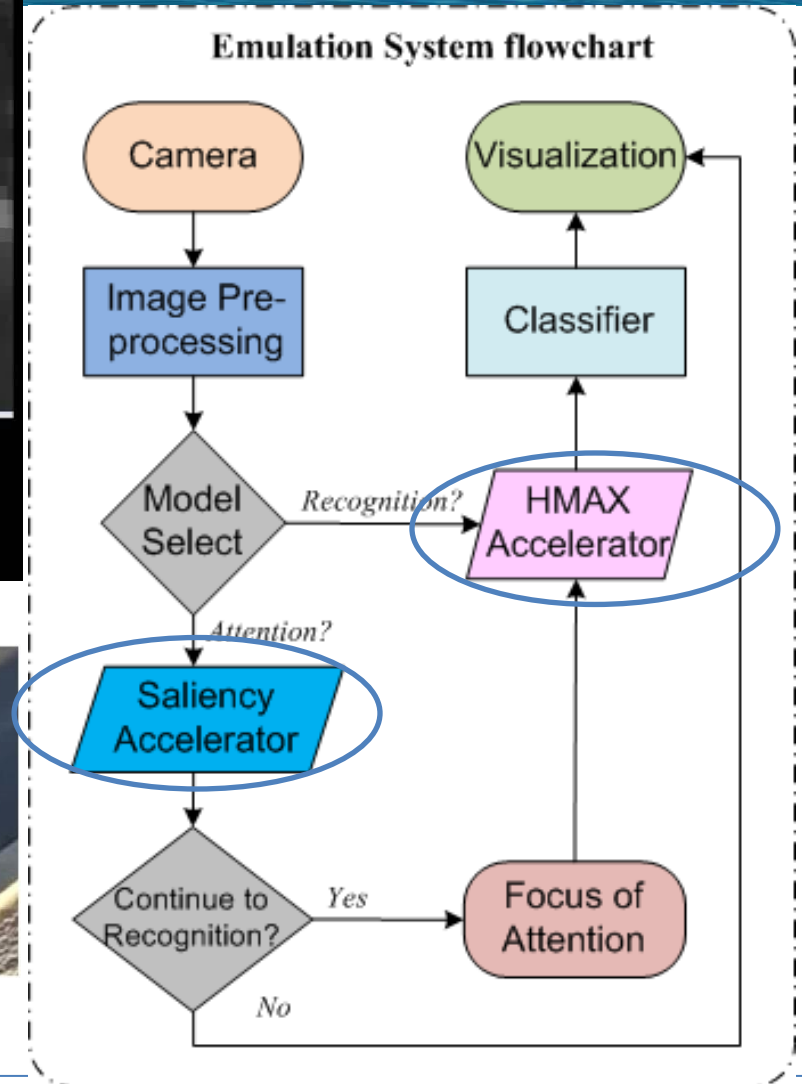 Emulation System flowchart
Camera
Visualization
Image Pre-
processing
Classifier
Model
Select
Recognition?
HMAX
Accelerator
Attention?
Saliency
Accelerator
Continue to
Recognition?
Yes
Focus of
Attention
No